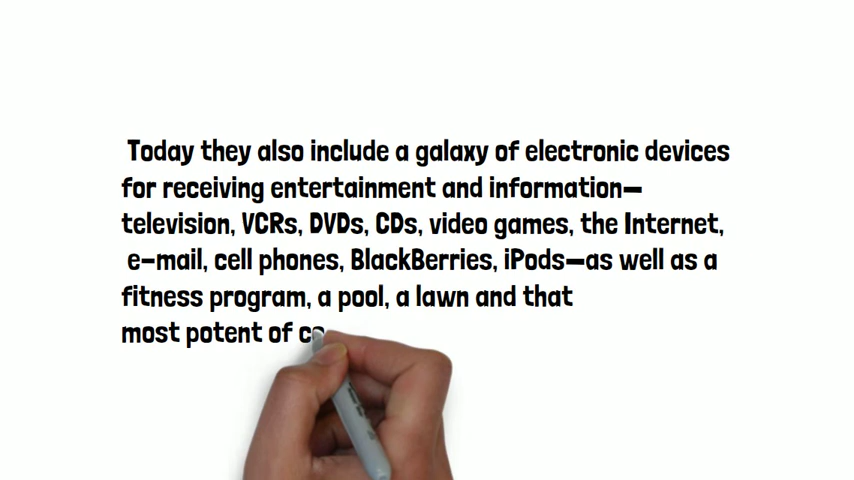 Today they also include a galaxy of electronic devices
for receiving entertainment and information—
television, VCRs, DVDs, CDs, video games, the Internet,
e-mail, cell phones, BlackBerries, iPods—as well as a
fitness program, a pool, a lawn and that
most potent of